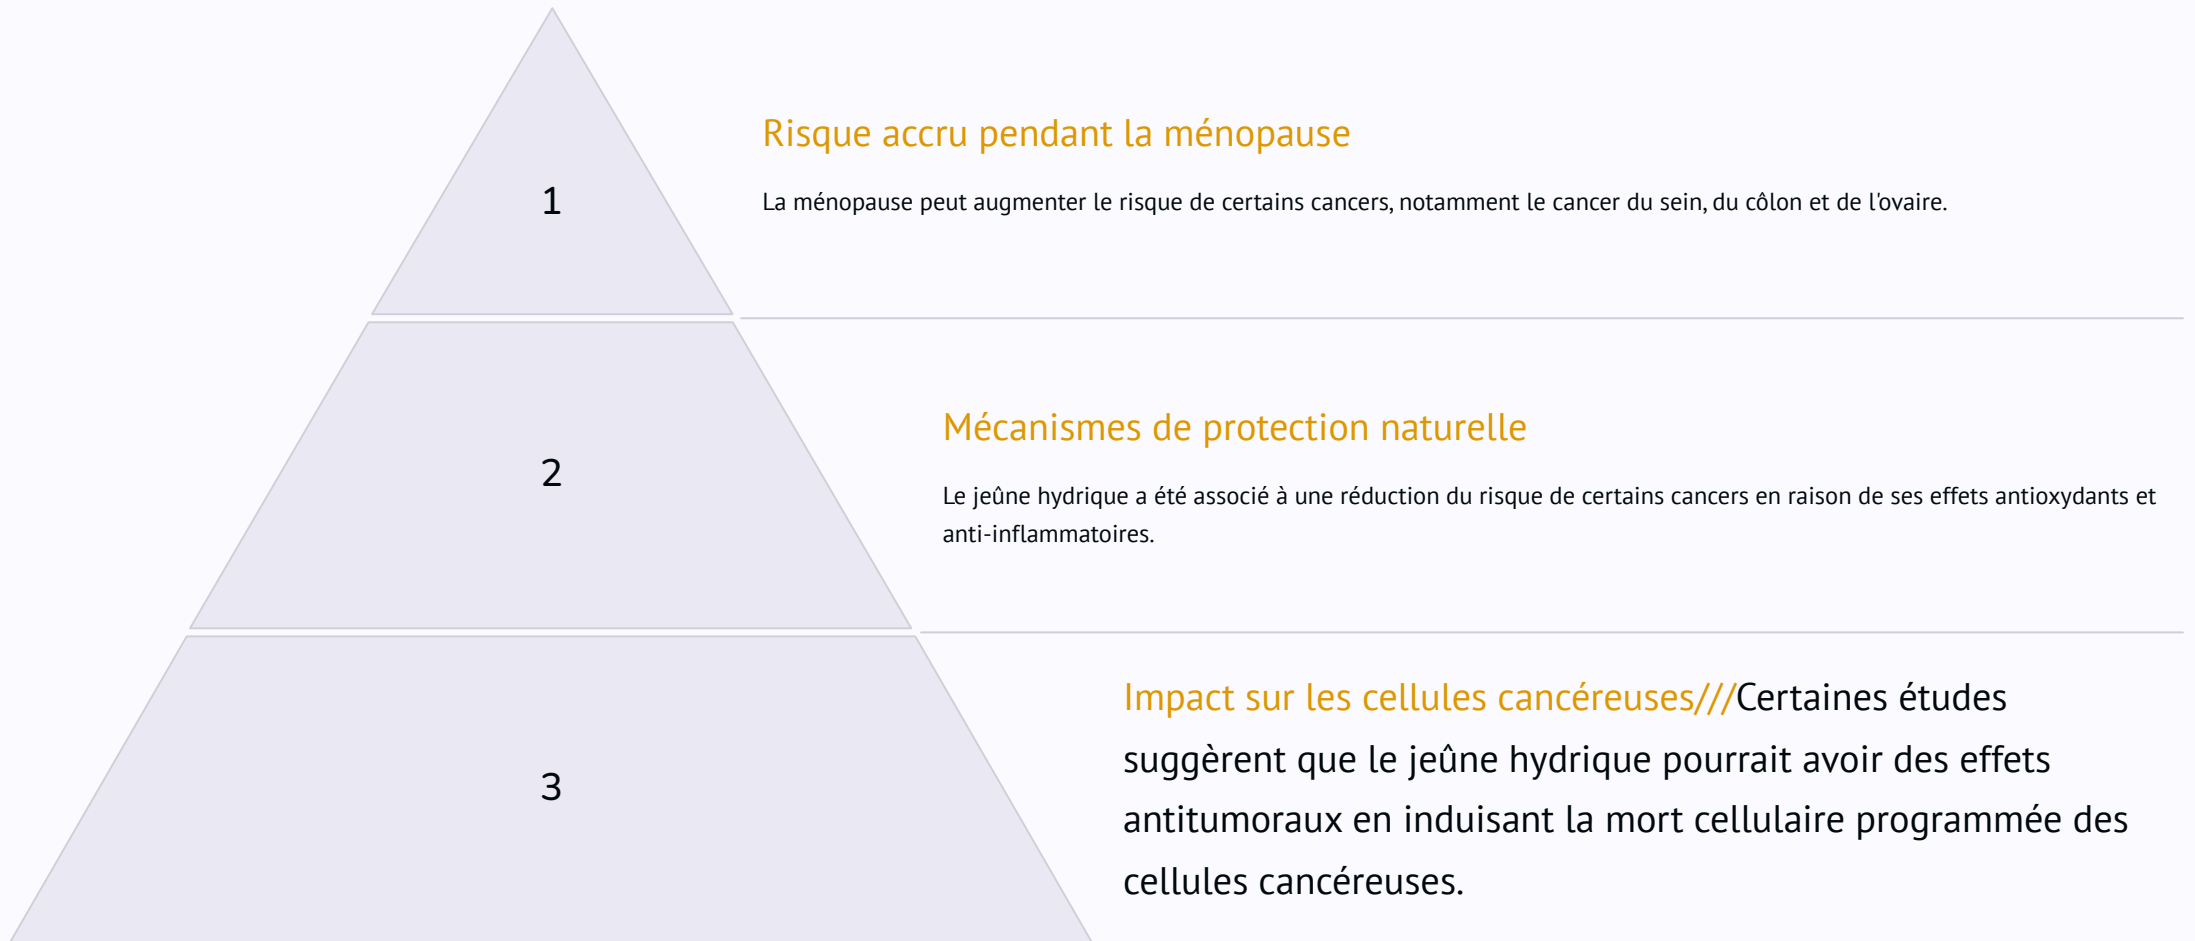 1
Risque accru pendant la ménopause
La ménopause peut augmenter le risque de certains cancers, notamment le cancer du sein, du côlon et de l'ovaire.
2
Mécanismes de protection naturelle
Le jeûne hydrique a été associé à une réduction du risque de certains cancers en raison de ses effets antioxydants et
anti-inflammatoires.
3
Impact sur les cellules cancéreuses///Certaines études
suggèrent que le jeûne hydrique pourrait avoir des effets
antitumoraux en induisant la mort cellulaire programmée des
cellules cancéreuses.